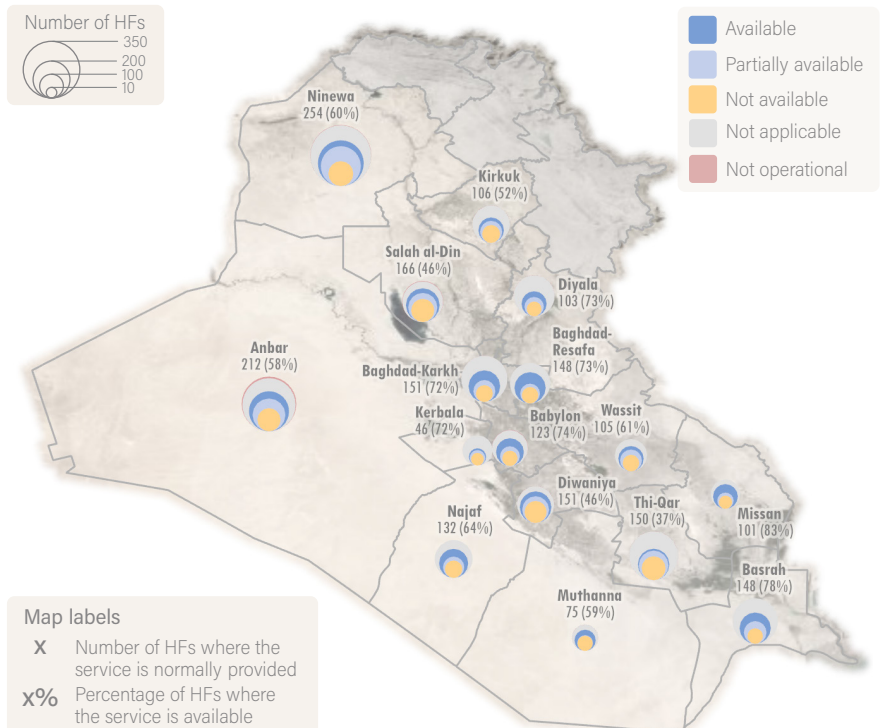 Number of HFs
350
200
100
10
Available
Partially available
Not available
Not applicable
Not operational
Ninewa
254 (60%)
Kirkuk
106 (52%)
Salah al-Din
166 (46%)
Diyala
103 (73%)
Baghdad-
Resafa
148 (73%)
Anbar
212 (58%)
Baghdad-Karkh
151 (72%)
Kerbala
46 (72%)
Babylon
123 (74%)
Wassit
105 (61%)
Diwaniya
151 (46%)
Thi-Qar
150 (37%)
Najaf
132 (64%)
Missan
101 (83%)
Basrah
148 (78%)
Muthanna
75 (59%)
Map labels
x Number of HFs where the
service is normally provided
x% Percentage of HFs where
the service is available